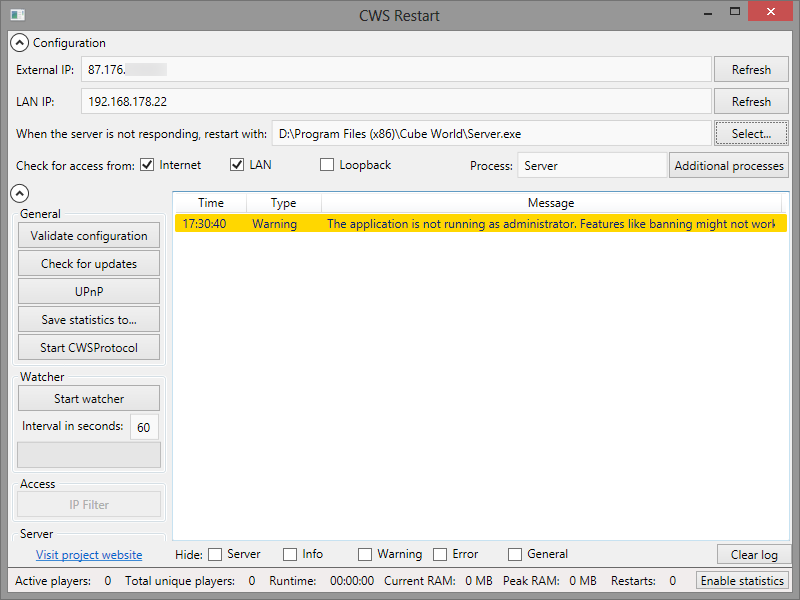 CWS Restart
Configuration
External IP: 87.176.
Refresh
LAN IP: 192.168.178.22
Refresh
When the server is not responding, restart with: D:\Program Files (x86)\Cube World\Server.exe
Select...
Check for access from: Internet LAN Loopback Process: Server Additional processes
General
Validate configuration
Check for updates
UPnP
Save statistics to...
Start CWSProtocol
Watcher
Start watcher
Interval in seconds: 60
Access
IP Filter
Server
Visit project website
Time Type Message
17:30:40 Warning The application is not running as administrator. Features like banning might not work
Hide: Server Info Warning Error General Clear log
Active players: 0 Total unique players: 0 Runtime: 00:00:00 Current RAM: 0 MB Peak RAM: 0 MB Restarts: 0 Enable statistics